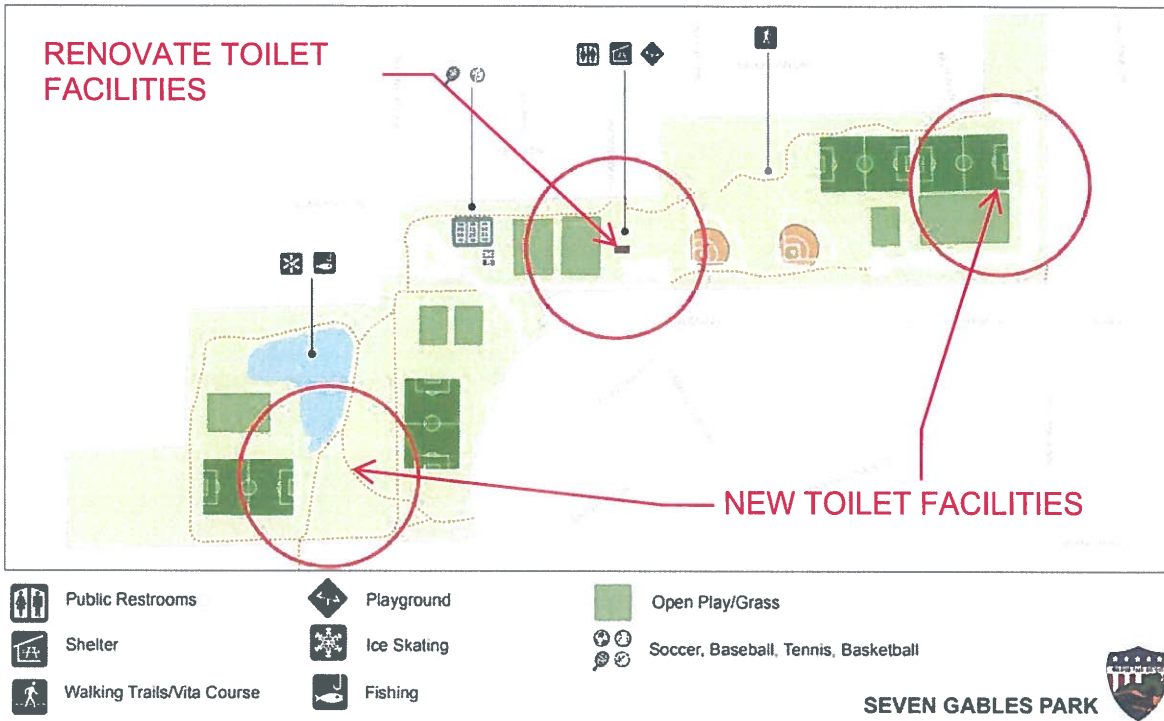 RENOVATE TOILET
FACILITIES
NEW TOILET FACILITIES
Public Restrooms
Playground
Open Play/Grass
Shelter
Ice Skating
Soccer, Baseball, Tennis, Basketball
Walking Trails/Vita Course
Fishing
SEVEN GABLES PARK